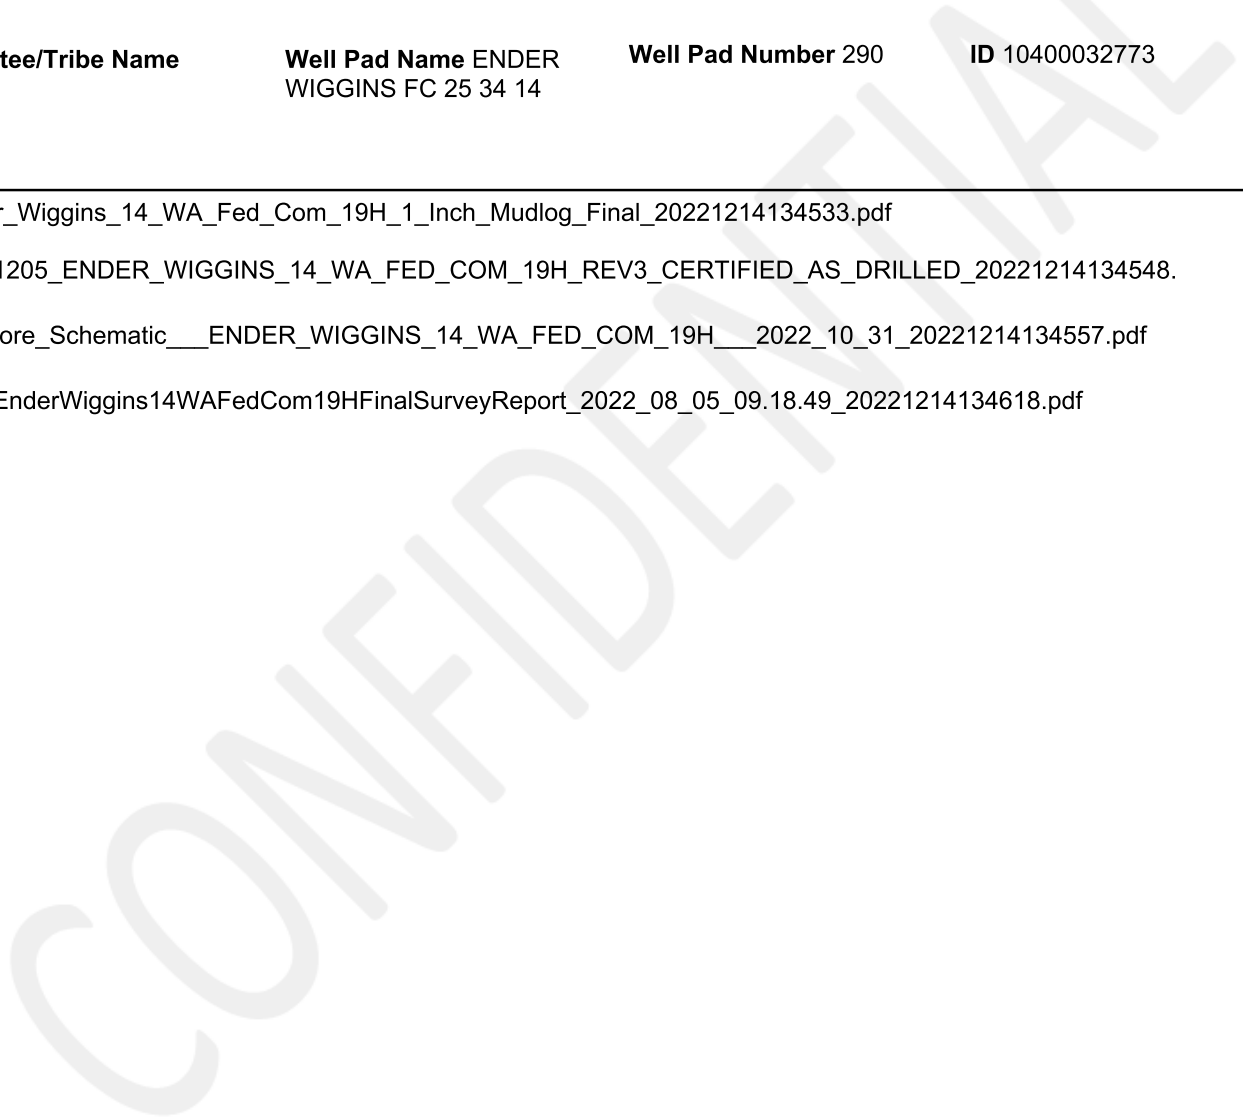 tee/Tribe Name Well Pad Name ENDER Well Pad Number 290 ID 10400032773
WIGGINS FC 25 34 14
r_Wiggins_14_WA_Fed_Com_19H_1_Inch_Mudlog_Final_20221214134533.pdf
1205_ENDER_WIGGINS_14_WA_FED_COM_19H_REV3_CERTIFIED_AS_DRILLED_20221214134548.
ore_Schematic___ENDER_WIGGINS_14_WA_FED_COM_19H___2022_10_31_20221214134557.pdf
EnderWiggins14WAFedCom19HFinalSurveyReport_2022_08_05_09.18.49_20221214134618.pdf
CONFIDENTIAL